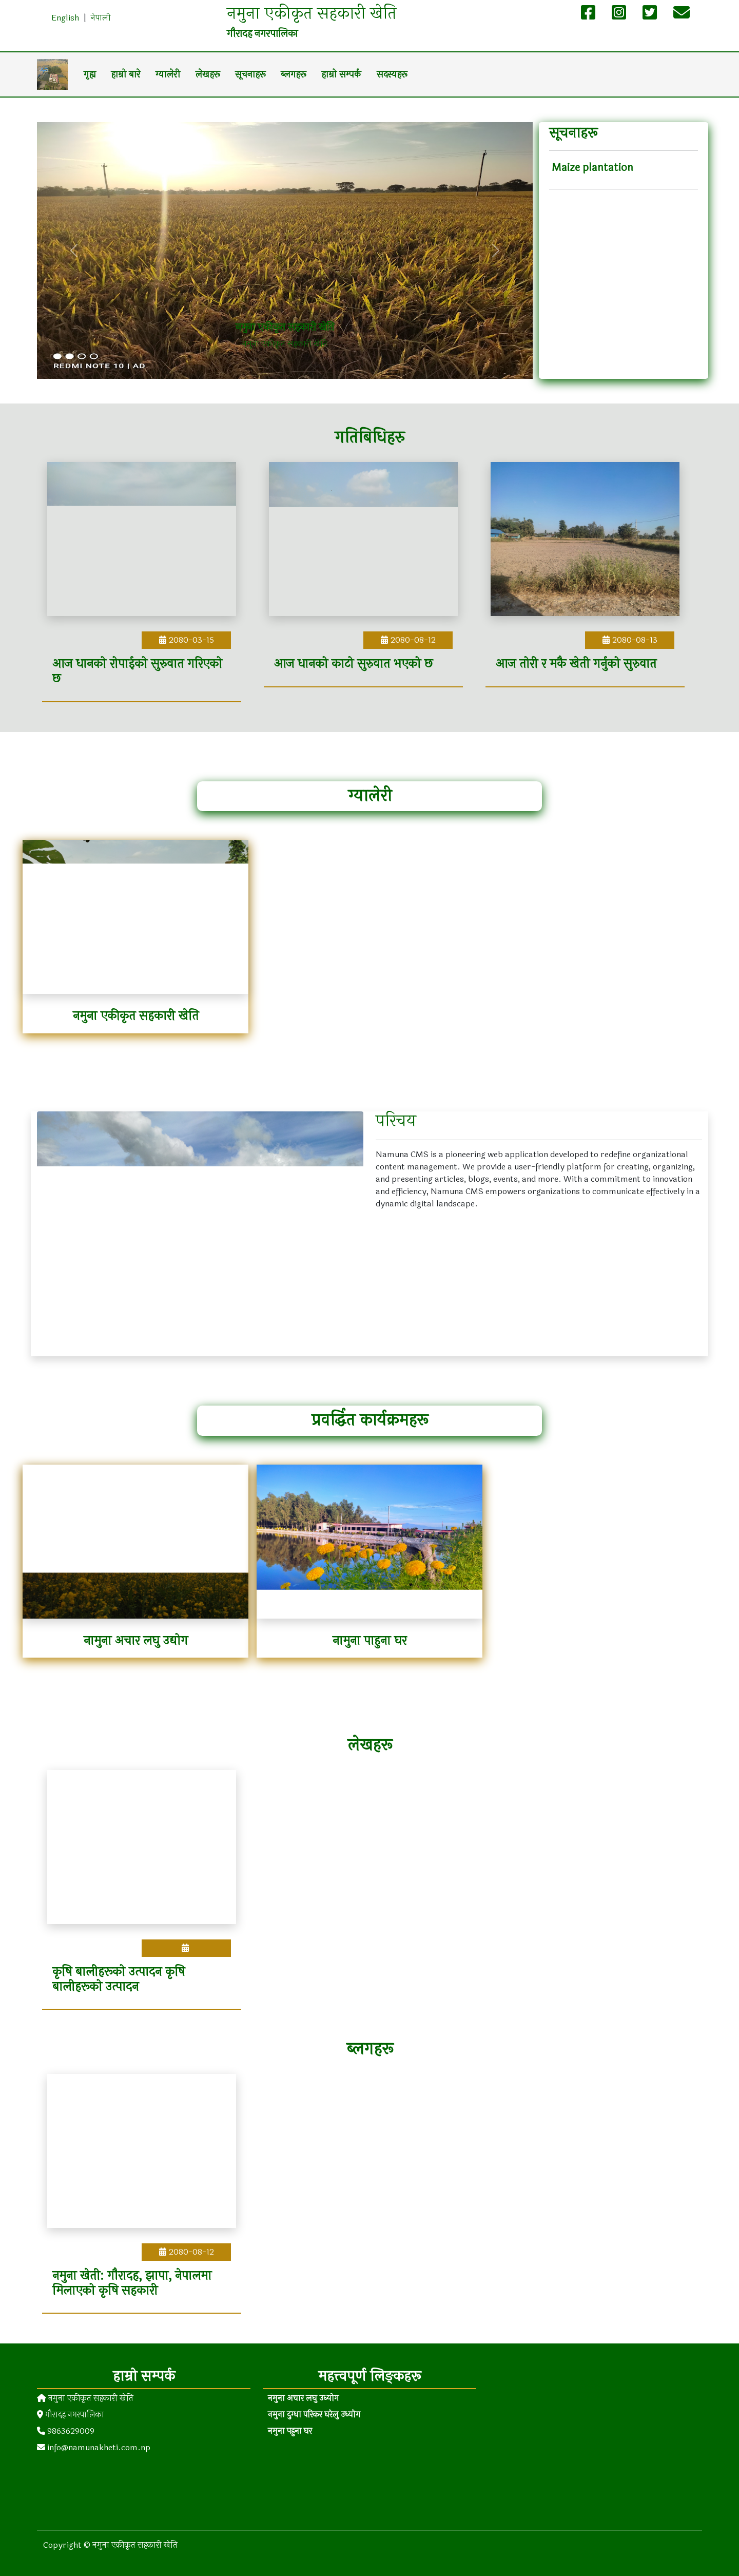 English | नेपाली
नमुना एकीकृत सहकारी खेति
गौरादह नगरपालिका
गृह्म हाम्रो बारे ग्यालेरी लेखहरु सूचनाहरु ब्लगहरु हाम्रो सम्पर्क सदस्यहरु
सूचनाहरू
Maize plantation
REDMI NOTE 10 | AD
गतिबिधिहरु
2080-03-15
आज धानको रोपाईंको सुरुवात गरिएको
छ
2080-08-12
आज धानको काटो सुरुवात भएको छ
2080-08-13
आज तोरी र मकै खेती गर्नुको सुरुवात
ग्यालेरी
नमुना एकीकृत सहकारी खेति
परिचय
Namuna CMS is a pioneering web application developed to redefine organizational
content management. We provide a user-friendly platform for creating, organizing,
and presenting articles, blogs, events, and more. With a commitment to innovation
and efficiency, Namuna CMS empowers organizations to communicate effectively in a
dynamic digital landscape.
प्रवर्द्धित कार्यक्रमहरू
नामुना अचार लघु उद्योग
नामुना पाहुना घर
लेखहरू
कृषि बालीहरूको उत्पादन कृषि
बालीहरूको उत्पादन
ब्लगहरू
2080-08-12
नमुना खेती: गौरादह, झापा, नेपालमा
मिलाएको कृषि सहकारी
हाम्रो सम्पर्क
नमुना एकीकृत सहकारी खेति
गौरादह नगरपालिका
9863629009
info@namunakheti.com.np
महत्त्वपूर्ण लिङ्कहरू
नमुना अचार लघु उध्योग
नमुना दुग्धा परिकर घरेलु उध्योग
नमुना पहुना घर
Copyright © नमुना एकीकृत सहकारी खेति